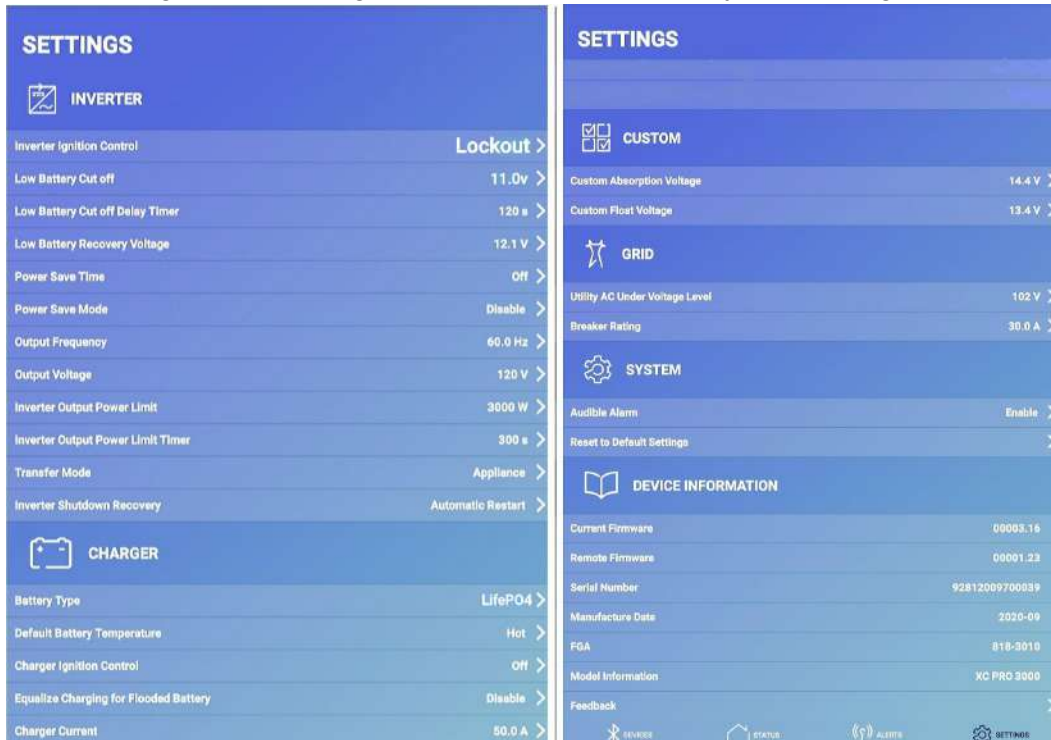 SETTINGS
INVERTER
Inverter Ignition Control Lockout >
Low Battery Cut off 11.0v >
Low Battery Cut off Delay Timer 120 s >
Low Battery Recovery Voltage 12.1 V >
Power Save Time Off >
Power Save Mode Disable >
Output Frequency 60.0 Hz >
Output Voltage 120 V >
Inverter Output Power Limit 3000 W >
Inverter Output Power Limit Timer 300 s >
Transfer Mode Appliance >
Inverter Shutdown Recovery Automatic Restart >
CHARGER
Battery Type LifePO4 >
Default Battery Temperature Hot >
Charger Ignition Control Off >
Equalize Charging for Flooded Battery Disable >
Charger Current 50.0 A >
SETTINGS
CUSTOM
Custom Absorption Voltage 14.4 V
Custom Float Voltage 13.4 V
GRID
Utility AC Under Voltage Level 102 V
Breaker Rating 30.0 A
SYSTEM
Audible Alarm Enable
Reset to Default Settings
DEVICE INFORMATION
Current Firmware 00003.16
Remote Firmware 00001.23
Serial Number 92812009700039
Manufacture Date 2020-09
FGA 818-3010
Model Information XC PRO 3000
Feedback
DEVICES STATUS ALERTS SETTINGS